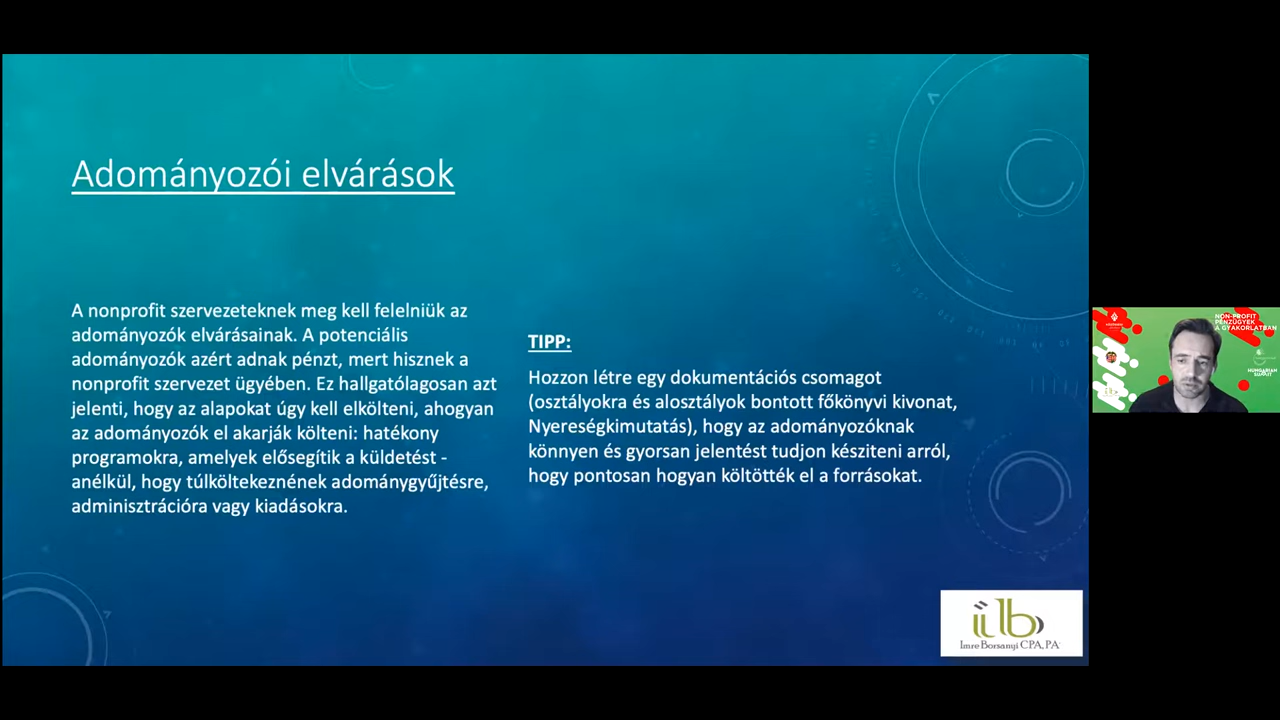 Adományozói elvárások
A nonprofit szervezeteknek meg kell felelniük az
adományozók elvárásainak. A potenciális
adományozók azért adnak pénzt, mert hisznek a
nonprofit szervezet ügyében. Ez hallgatólagosan azt
jelenti, hogy az alapokat úgy kell elkölteni, ahogyan
az adományozók el akarják költeni: hatékony
programokra, amelyek elősegítik a küldetést -
anélkül, hogy túlköltekeznének adománygyűjtésre,
adminisztrációra vagy kiadásokra.
TIPP:
Hozzon létre egy dokumentációs csomagot
(osztályokra és alosztályok bontott főkönyvi kivonat,
Nyereségkimutatás), hogy az adományozóknak
könnyen és gyorsan jelentést tudjon késziteni arról,
hogy pontosan hogyan költötték el a forrásokat.
ilb
Imre Borsanyi CPA, PA
NON-PROFIT
PÉNZÜGYEK
A GYAKORLATBAN
HUNGARIAN
SUMMIT